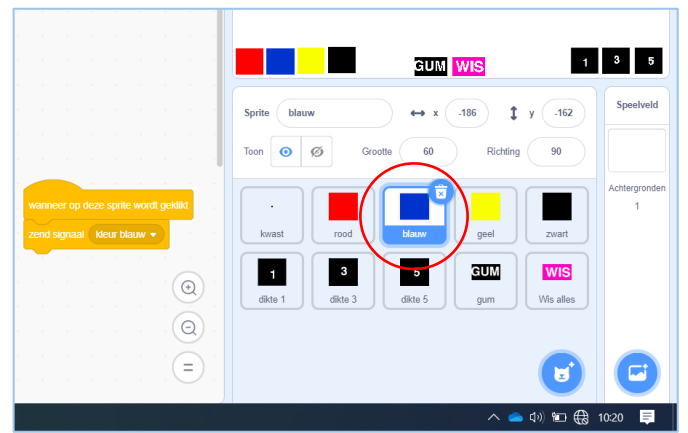 GUM WIS 1 3 5
Sprite blauw x -186 y -162
Toon Grootte 60 Richting 90
Speelveld
Achtergronden
1
wanneer op deze sprite wordt geklikt
zend signaal kleur blauw
kwast rood blauw geel zwart
1 3 5 GUM WIS
dikte 1 dikte 3 dikte 5 gum Wis alles
10:20